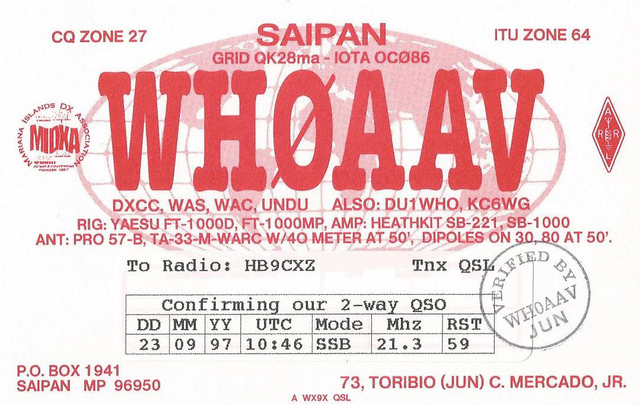 CQ ZONE 27
SAIPAN
ITU ZONE 64
GRID QK28ma - IOTA OCØ86
WHØAAV
MARIANA ISLANDS DX ASSOCIATION
MIDXA
ARRL
DXCC, WAS, WAC, UNDU ALSO: DU1WHO, KC6WG
RIG: YAESU FT-1000D, FT-1000MP, AMP: HEATHKIT SB-221, SB-1000
ANT: PRO 57-B, TA-33-M-WARC W/40 METER AT 50', DIPOLES ON 30, 80 AT 50'.
To Radio: HB9CXZ Tnx QSL
VERIFIED BY
WH0AAV
JUN
Confirming our 2-way QSO
DD MM YY UTC Mode Mhz RST
23 09 97 10:46 SSB 21.3 59
P.O. BOX 1941
SAIPAN MP 96950
73, TORIBIO (JUN) C. MERCADO, JR.
A WX9X QSL